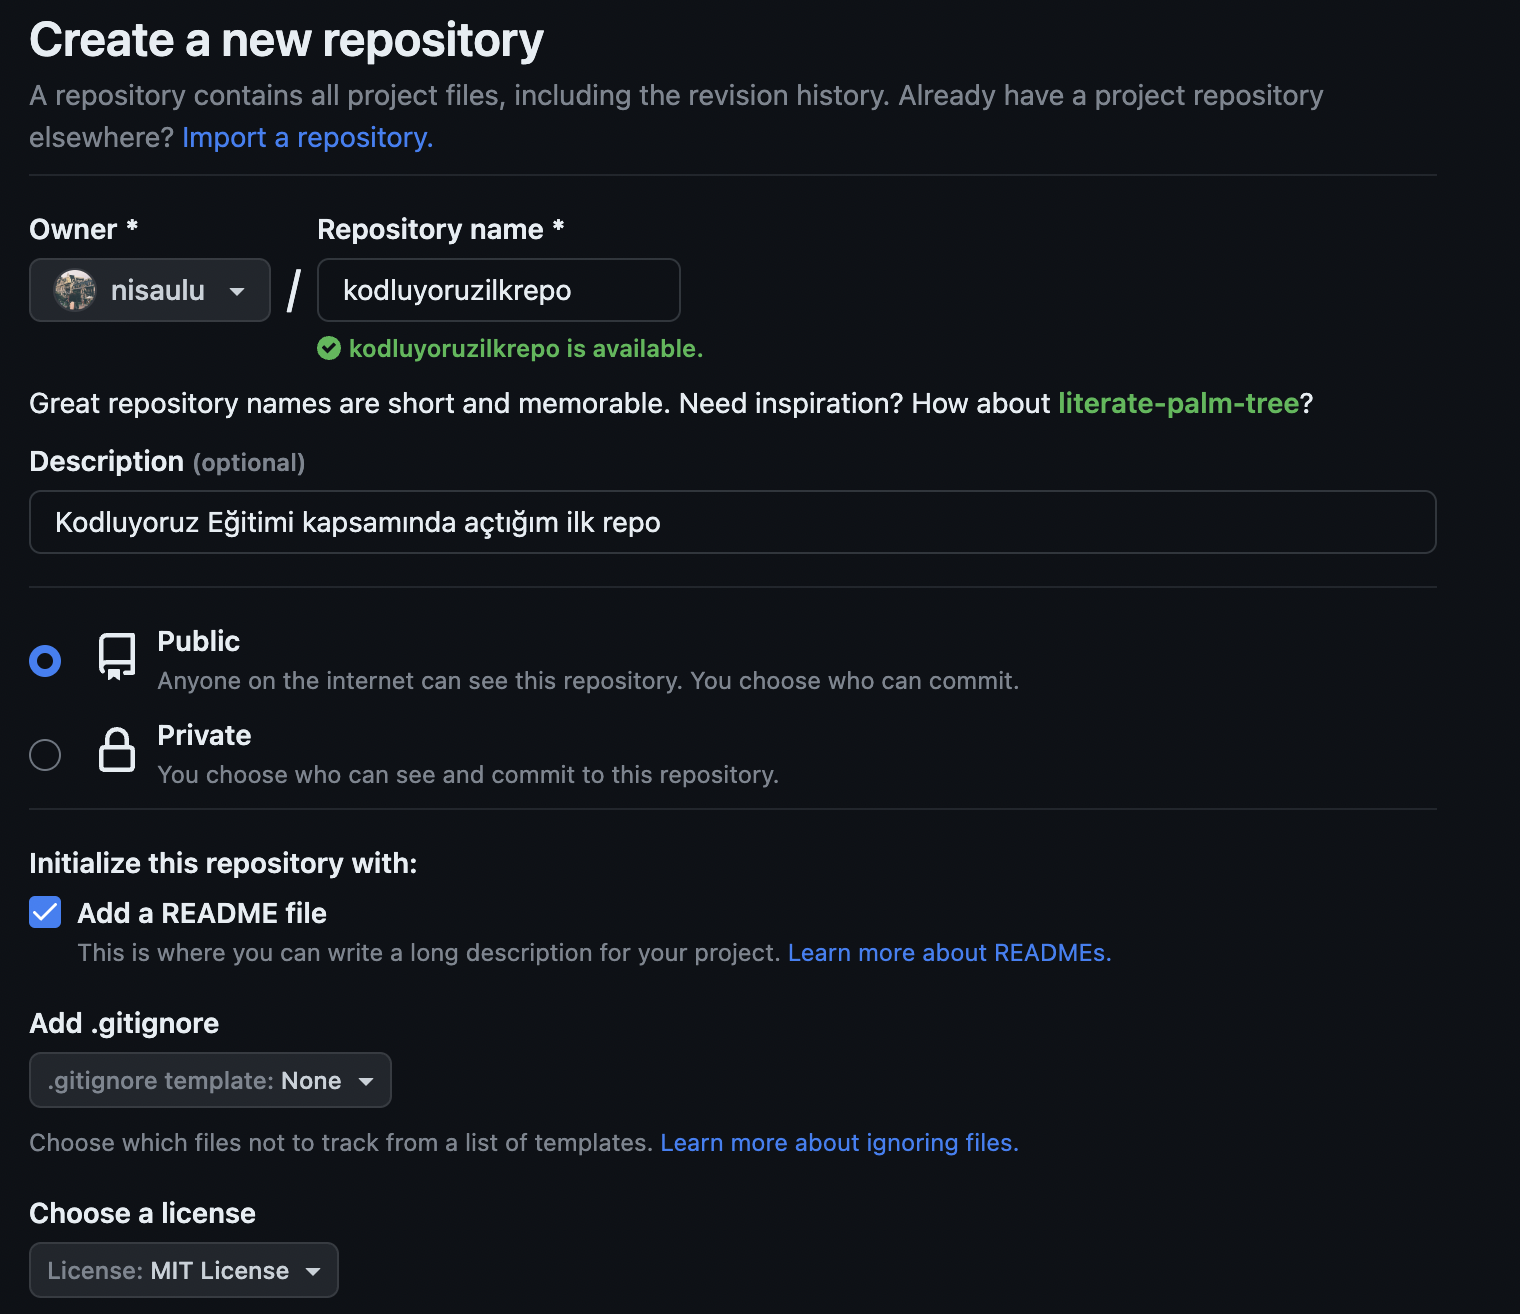 Create a new repository
A repository contains all project files, including the revision history. Already have a project repository
elsewhere? Import a repository.
Owner *
Repository name *
nisaulu
/
kodluyoruzilkrepo
kodluyoruzilkrepo is available.
Great repository names are short and memorable. Need inspiration? How about literate-palm-tree?
Description (optional)
Kodluyoruz Eğitimi kapsamında açtığım ilk repo
Public
Anyone on the internet can see this repository. You choose who can commit.
Private
You choose who can see and commit to this repository.
Initialize this repository with:
Add a README file
This is where you can write a long description for your project. Learn more about READMEs.
Add .gitignore
.gitignore template: None
Choose which files not to track from a list of templates. Learn more about ignoring files.
Choose a license
License: MIT License